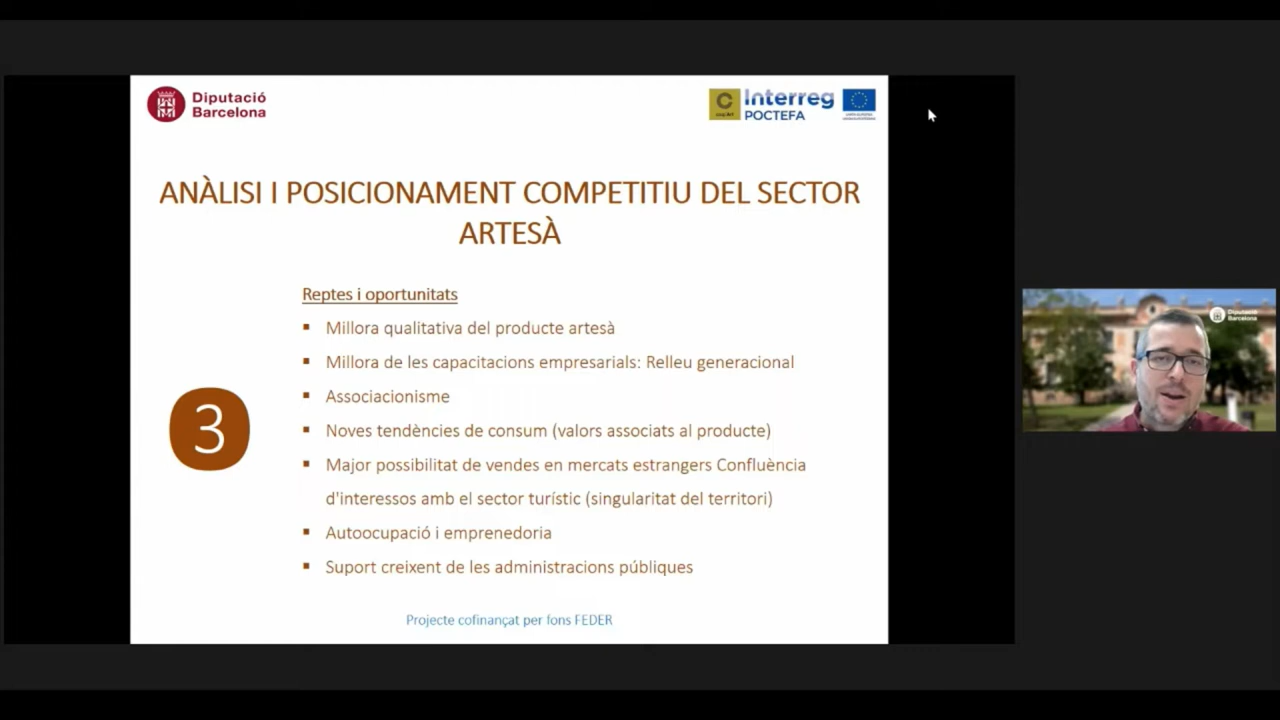 Diputació
Barcelona
C
Interreg
POCTEFA
ANÀLISI I POSICIONAMENT COMPETITIU DEL SECTOR
ARTESÀ
Reptes i oportunitats
▪ Millora qualitativa del producte artesà
▪ Millora de les capacitacions empresarials: Relleu generacional
▪ Associacionisme
3
▪ Noves tendències de consum (valors associats al producte)
▪ Major possibilitat de vendes en mercats estrangers Confluència
d'interessos amb el sector turístic (singularitat del territori)
▪ Autoocupació i emprenedoria
▪ Suport creixent de les administracions públiques
Projecte cofinançat per fons FEDER
Diputació
Barcelona